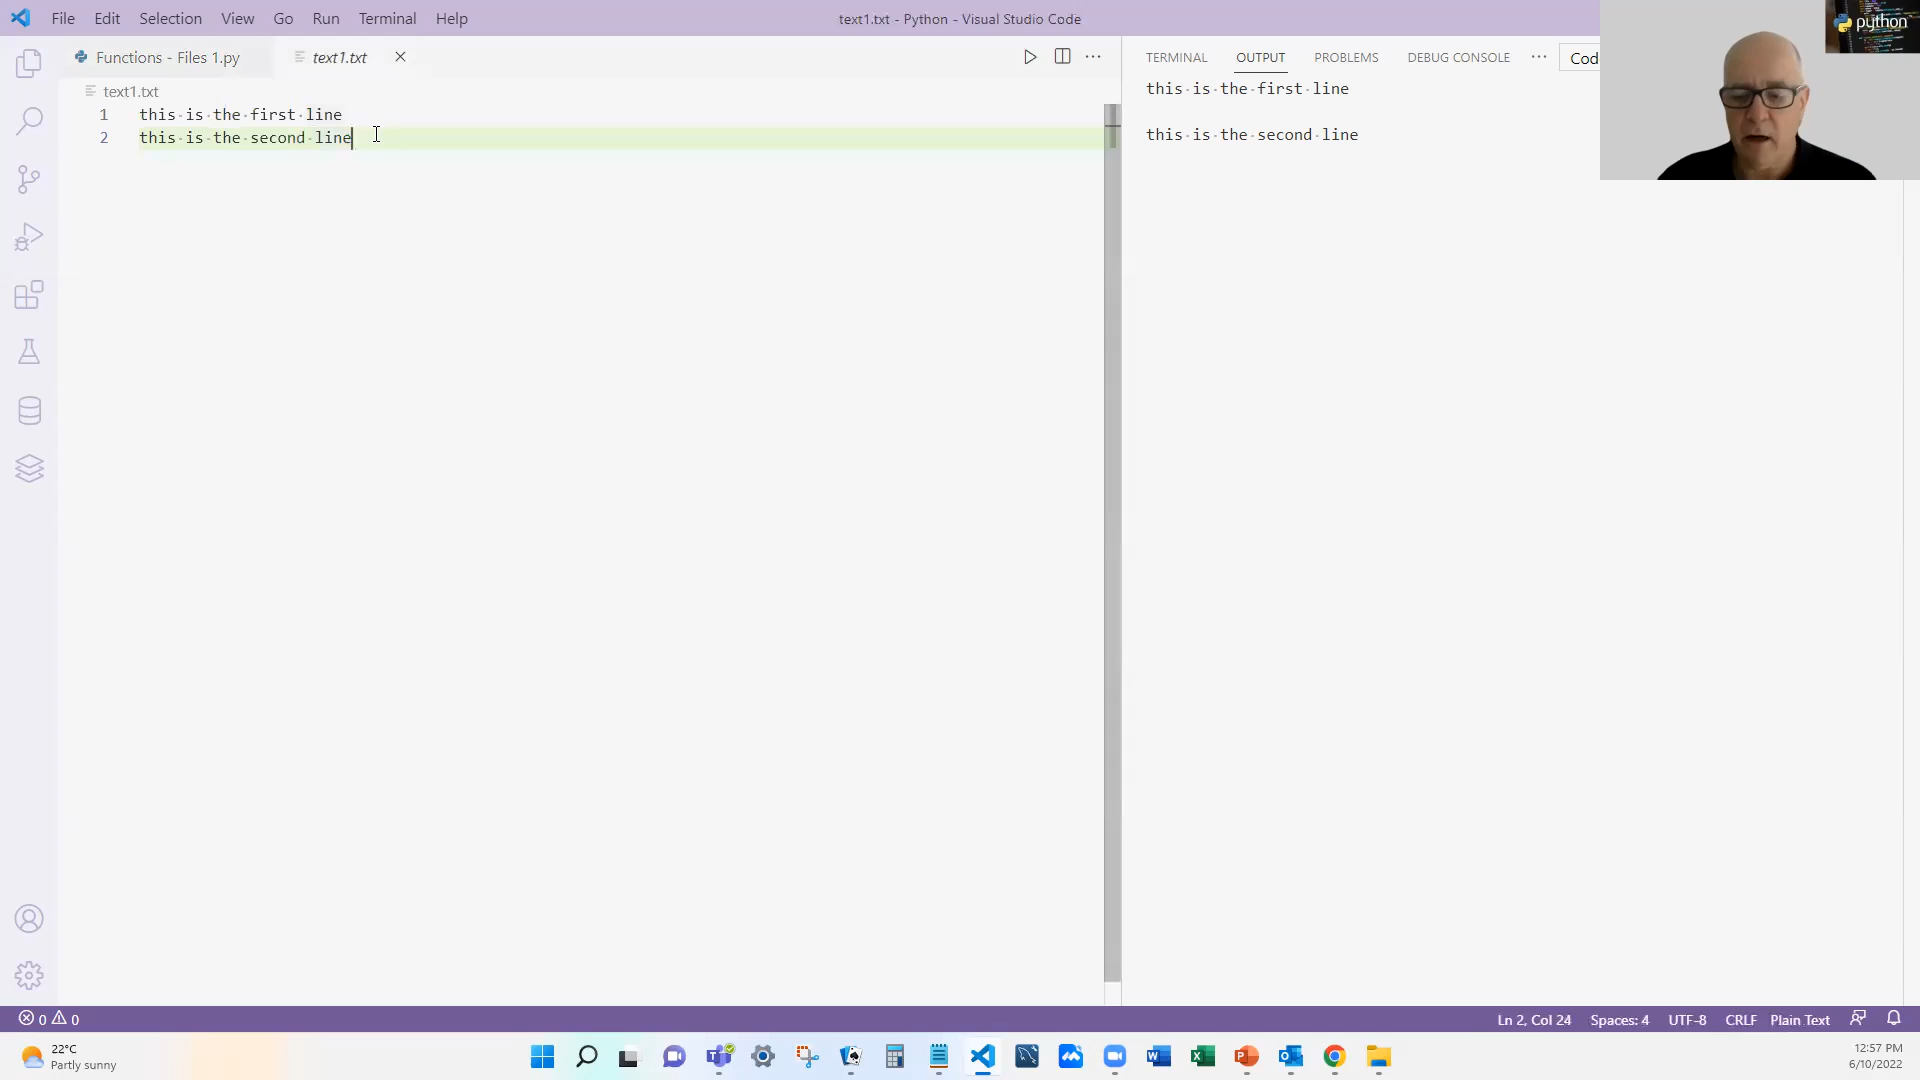 File Edit Selection View Go Run Terminal Help
text1.txt - Python - Visual Studio Code
python
Functions - Files 1.py
text1.txt
TERMINAL OUTPUT PROBLEMS DEBUG CONSOLE
Cod
text1.txt
1 this is the first line
2 this is the second line
this is the first line
this is the second line
0 0
Ln 2, Col 24 Spaces: 4 UTF-8 CRLF Plain Text
22°C
Partly sunny
12:57 PM
6/10/2022